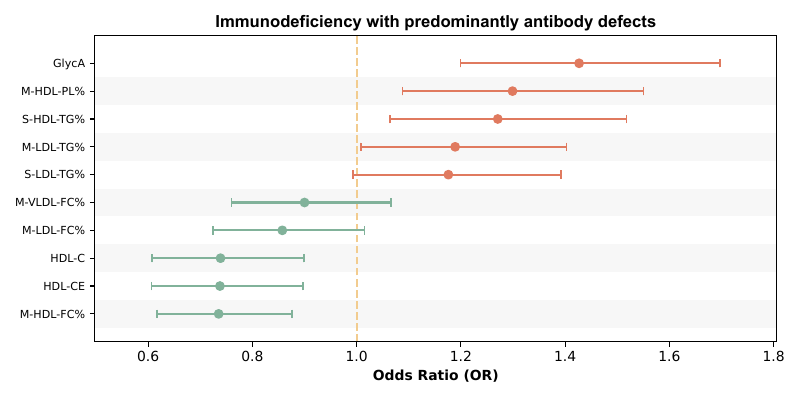 Immunodeficiency with predominantly antibody defects
GlycA
M-HDL-PL%
S-HDL-TG%
M-LDL-TG%
S-LDL-TG%
M-VLDL-FC%
M-LDL-FC%
HDL-C
HDL-CE
M-HDL-FC%
0.6 0.8 1.0 1.2 1.4 1.6 1.8
Odds Ratio (OR)